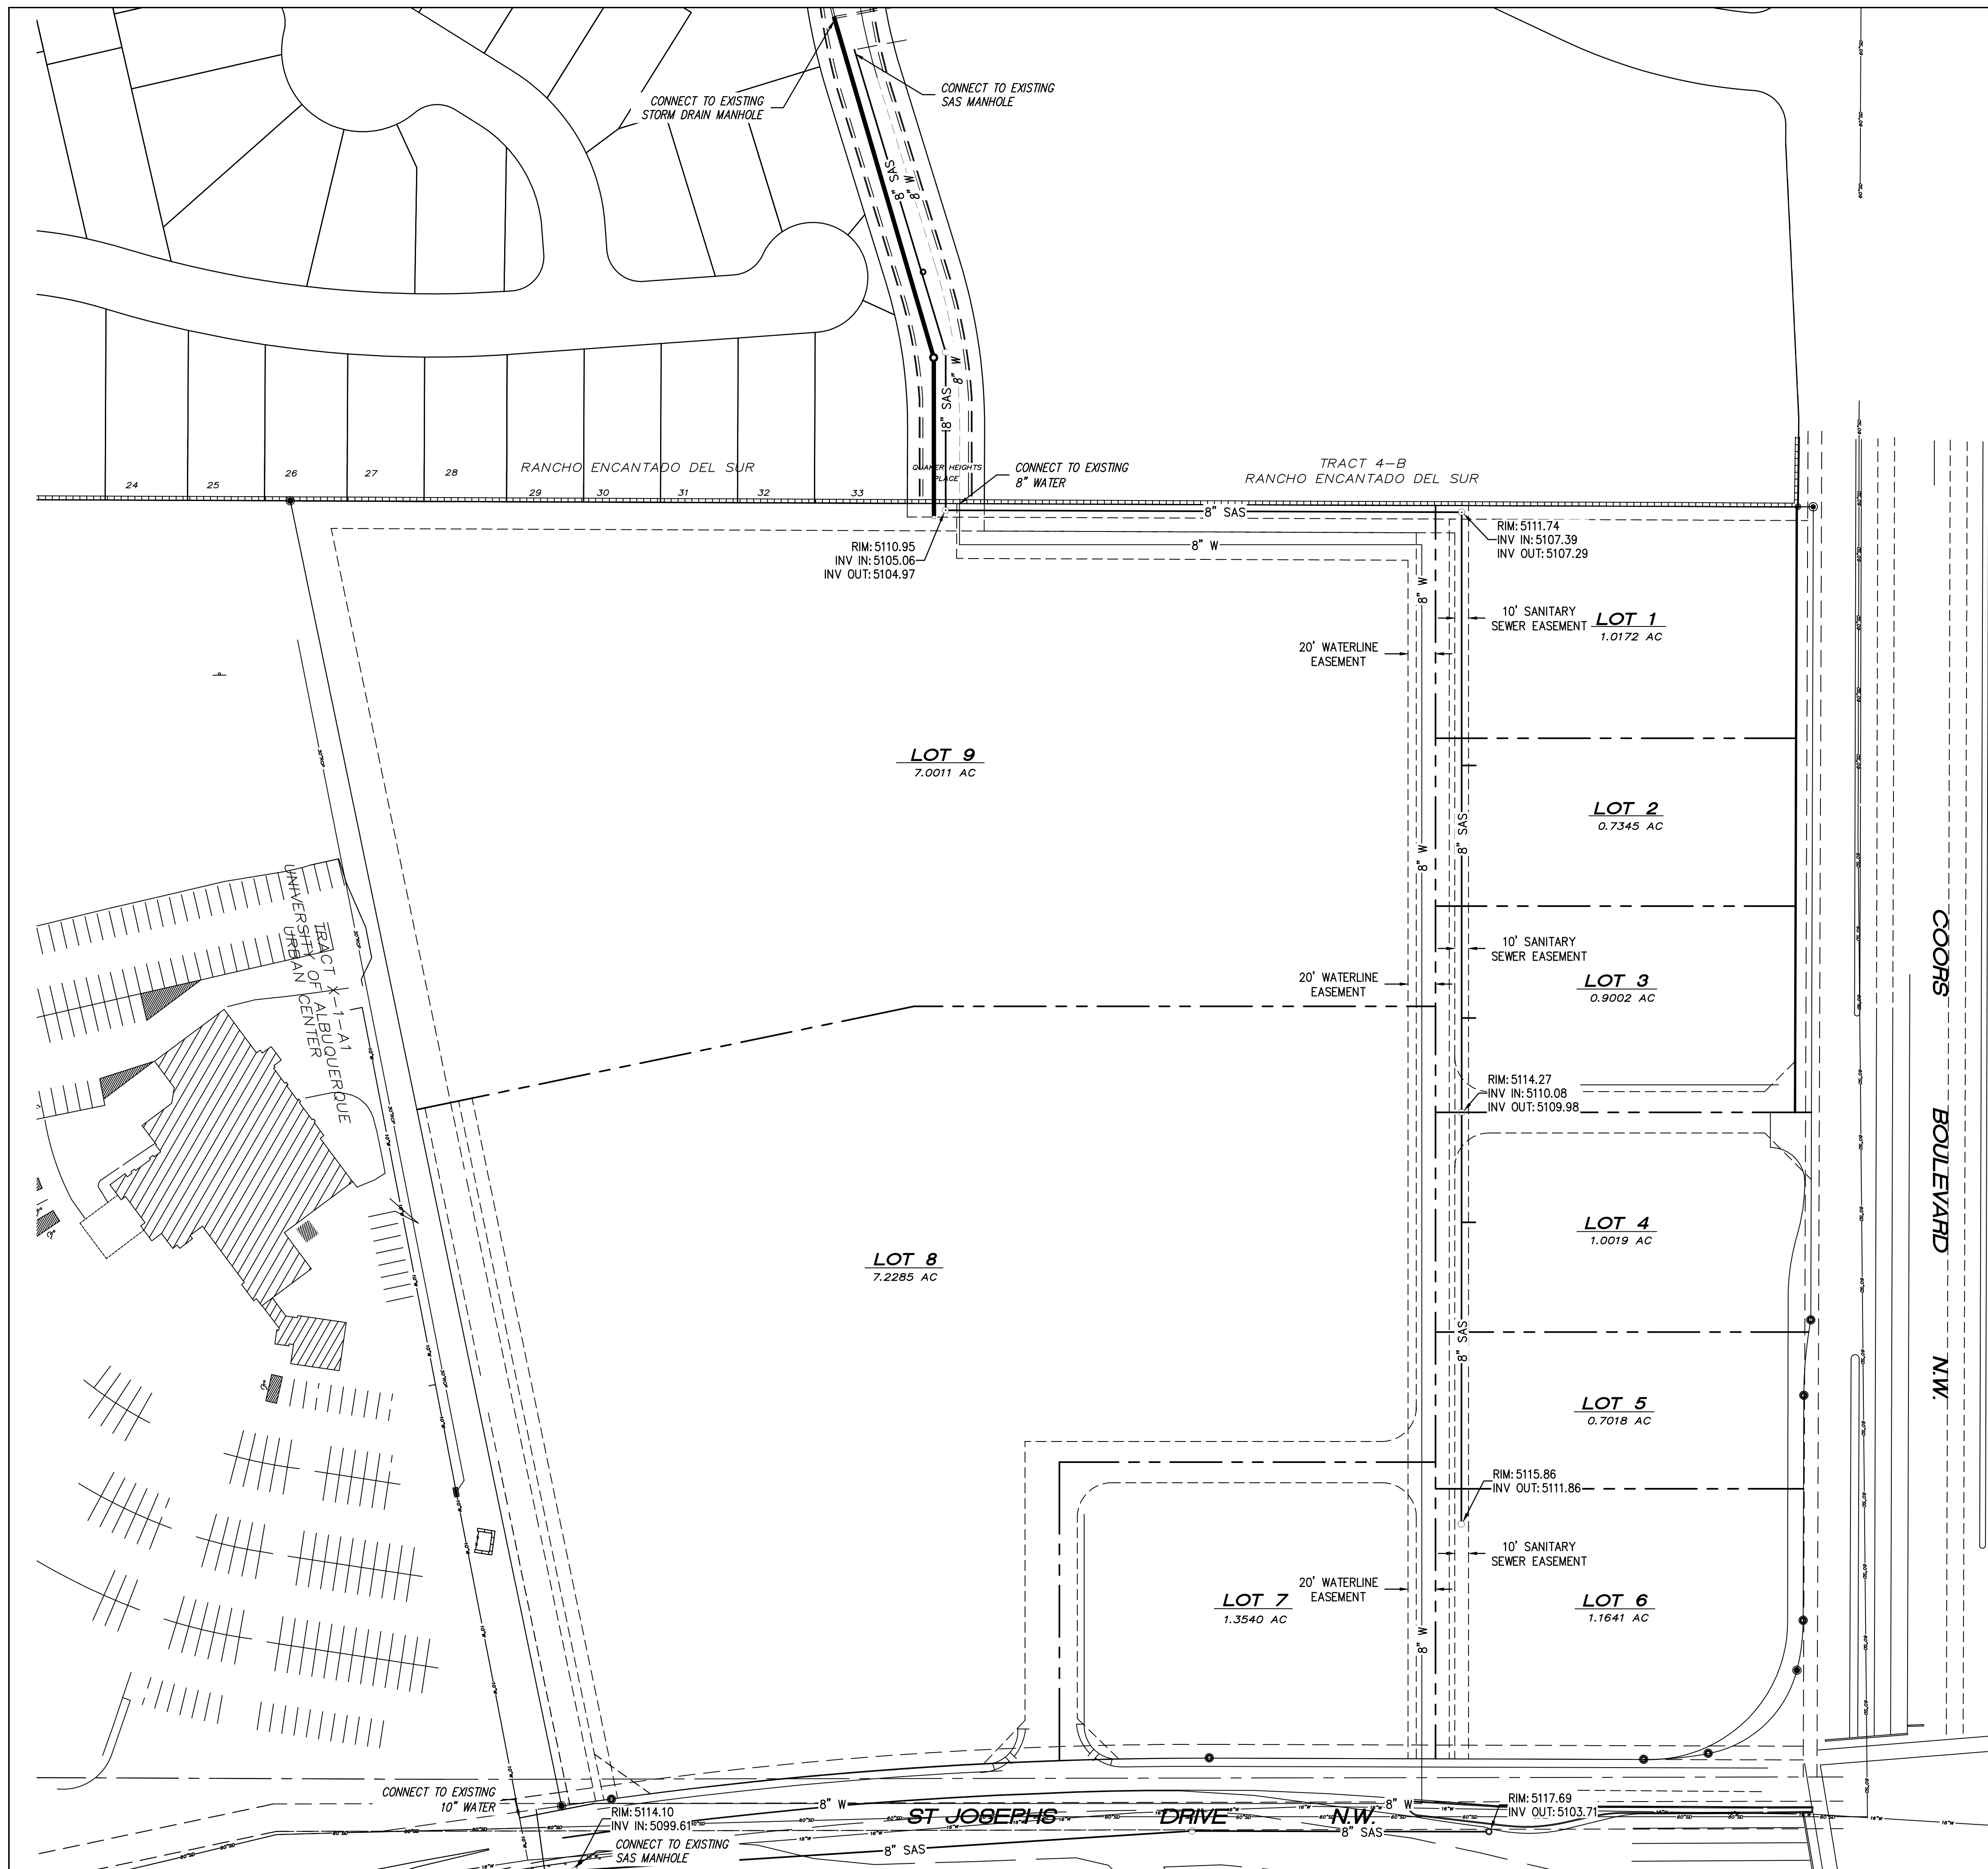 CONNECT TO EXISTING
STORM DRAIN MANHOLE
CONNECT TO EXISTING
SAS MANHOLE
8" SAS
8" W
8" W
8" SAS
24
25
26
27
28
29
30
31
32
33
RANCHO ENCANTADO DEL SUR
QUAKER HEIGHTS
PLACE
CONNECT TO EXISTING
8" WATER
TRACT 4-B
RANCHO ENCANTADO DEL SUR
8" SAS
8" W
RIM: 5110.95
INV IN: 5105.06
INV OUT: 5104.97
RIM: 5111.74
INV IN: 5107.39
INV OUT: 5107.29
8" W
10' SANITARY
SEWER EASEMENT
LOT 1
1.0172 AC
20' WATERLINE
EASEMENT
LOT 9
7.0011 AC
LOT 2
0.7345 AC
8" SAS
8" W
TRACT X-1-A1
UNIVERSITY OF ALBUQUERQUE
URBAN CENTER
10' SANITARY
SEWER EASEMENT
20' WATERLINE
EASEMENT
LOT 3
0.9002 AC
COORS BOULEVARD N.W.
RIM: 5114.27
INV IN: 5110.08
INV OUT: 5109.98
LOT 4
1.0019 AC
LOT 8
7.2285 AC
8" SAS
LOT 5
0.7018 AC
RIM: 5115.86
INV OUT: 5111.86
10' SANITARY
SEWER EASEMENT
20' WATERLINE
EASEMENT
LOT 7
1.3540 AC
LOT 6
1.1641 AC
8" W
CONNECT TO EXISTING
10" WATER
RIM: 5114.10
INV IN: 5099.61
CONNECT TO EXISTING
SAS MANHOLE
8" W
ST JOSEPHS DRIVE N.W.
8" W
RIM: 5117.69
INV OUT: 5103.71
8" SAS
8" SAS